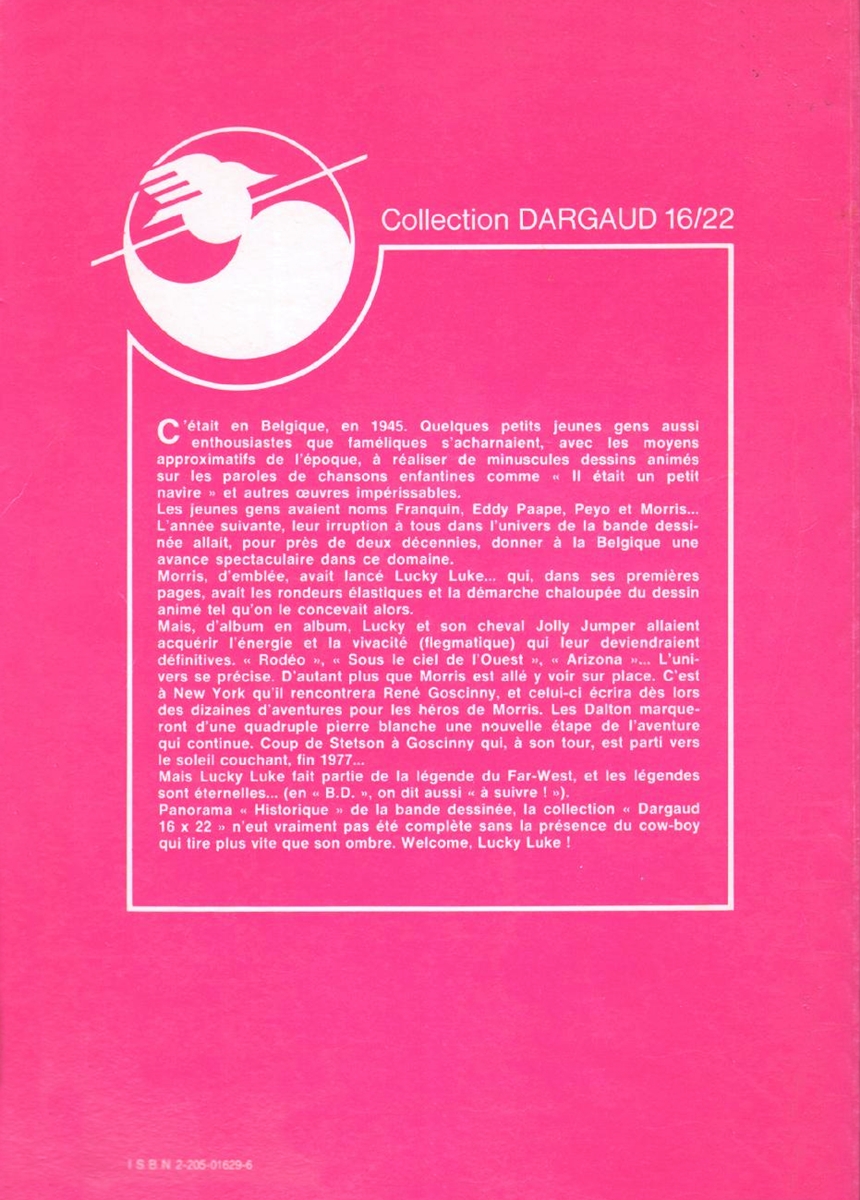 Collection DARGAUD 16/22
C'était en Belgique, en 1945. Quelques petits jeunes gens aussi
enthousiastes que faméliques s'acharnaient, avec les moyens
approximatifs de l'époque, à réaliser de minuscules dessins animés
sur les paroles de chansons enfantines comme « Il était un petit
navire » et autres œuvres impérissables.
Les jeunes gens avaient noms Franquin, Eddy Paape, Peyo et Morris...
L'année suivante, leur irruption à tous dans l'univers de la bande dessi-
née allait, pour près de deux décennies, donner à la Belgique une
avance spectaculaire dans ce domaine.
Morris, d'emblée, avait lancé Lucky Luke... qui, dans ses premières
pages, avait les rondeurs élastiques et la démarche chaloupée du dessin
animé tel qu'on le concevait alors.
Mais, d'album en album, Lucky et son cheval Jolly Jumper allaient
acquérir l'énergie et la vivacité (flegmatique) qui leur deviendraient
définitives. « Rodéo », « Sous le ciel de l'Ouest », « Arizona »... L'uni-
vers se précise. D'autant plus que Morris est allé y voir sur place. C'est
à New York qu'il rencontrera René Goscinny, et celui-ci écrira dès lors
des dizaines d'aventures pour les héros de Morris. Les Dalton marque-
ront d'une quadruple pierre blanche une nouvelle étape de l'aventure
qui continue. Coup de Stetson à Goscinny qui, à son tour, est parti vers
le soleil couchant, fin 1977...
Mais Lucky Luke fait partie de la légende du Far-West, et les légendes
sont éternelles... (en « B.D. », on dit aussi « à suivre ! »).
Panorama « Historique » de la bande dessinée, la collection « Dargaud
16 x 22 » n'eut vraiment pas été complète sans la présence du cow-boy
qui tire plus vite que son ombre. Welcome, Lucky Luke !
I S.B.N 2-205-01629-6